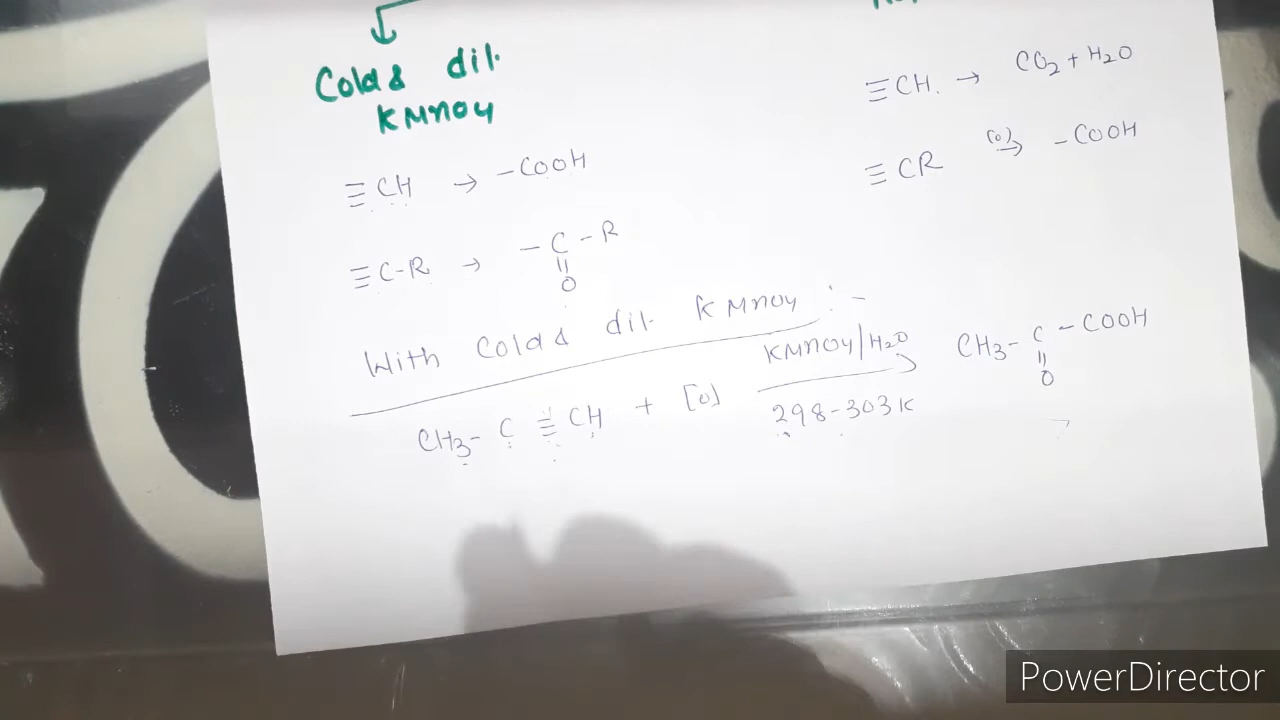 Cold & dil.
KMnO4
≡CH → -COOH
≡C-R → -C-R
||
O
≡CH. → CO2 + H2O
≡CR (O)→ -COOH
With Cold & dil. KMnO4 :-
CH3-C≡CH + [O] KMnO4/H2O → CH3-C-COOH
298-303K
||
O
PowerDirector